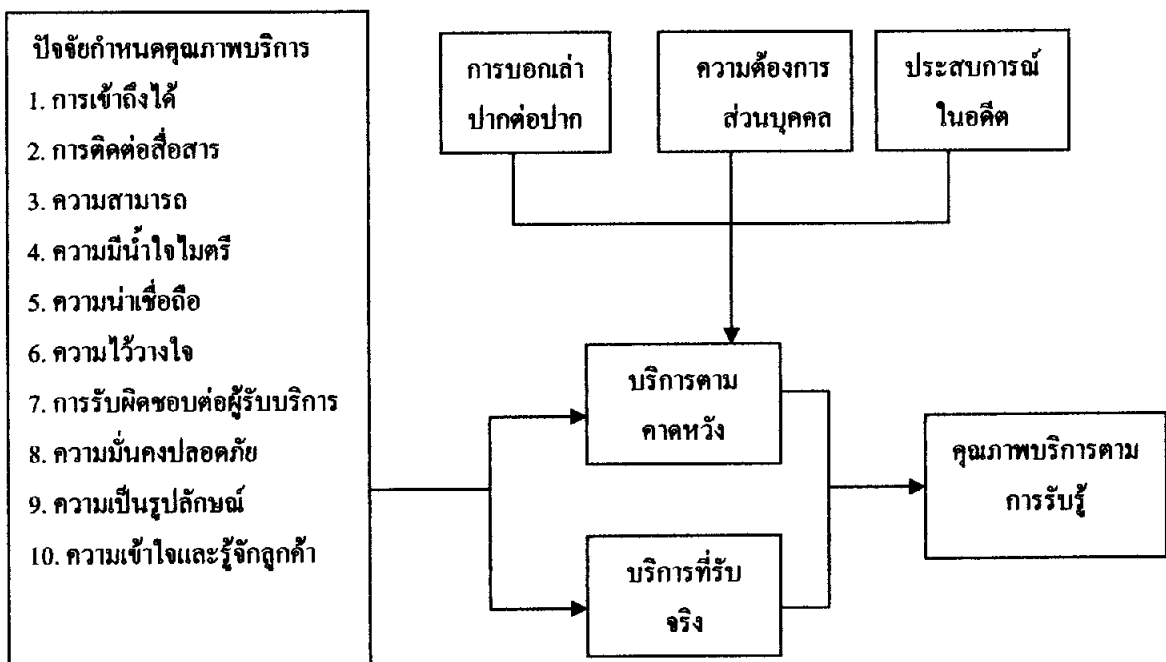 ปัจจัยกำหนดคุณภาพบริการ
1. การเข้าถึงได้
2. การติดต่อสื่อสาร
3. ความสามารถ
4. ความมีน้ำใจไมตรี
5. ความน่าเชื่อถือ
6. ความไว้วางใจ
7. การรับผิดชอบต่อผู้รับบริการ
8. ความมั่นคงปลอดภัย
9. ความเป็นรูปลักษณ์
10. ความเข้าใจและรู้จักลูกค้า
การบอกเล่า
ปากต่อปาก
ความต้องการ
ส่วนบุคคล
ประสบการณ์
ในอดีต
บริการตาม
คาดหวัง
บริการที่รับ
จริง
คุณภาพบริการตาม
การรับรู้